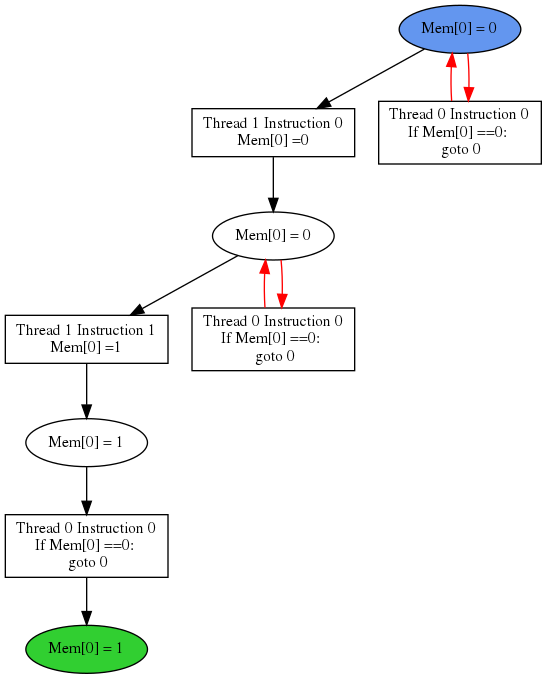 Mem[0] = 0
Thread 1 Instruction 0
Mem[0] =0
Thread 0 Instruction 0
If Mem[0] ==0:
goto 0
Mem[0] = 0
Thread 1 Instruction 1
Mem[0] =1
Thread 0 Instruction 0
If Mem[0] ==0:
goto 0
Mem[0] = 1
Thread 0 Instruction 0
If Mem[0] ==0:
goto 0
Mem[0] = 1